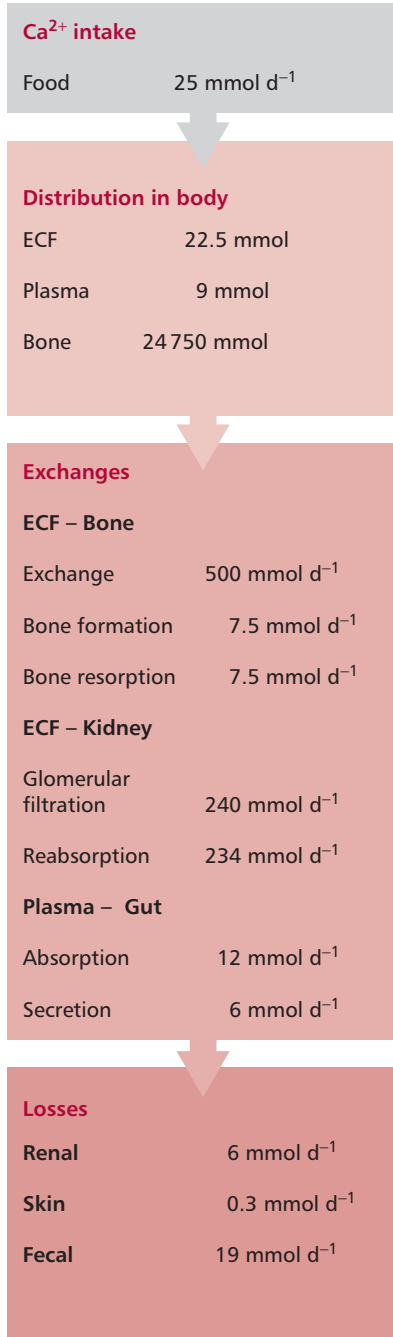 Ca²⁺ intake
Food 25 mmol d⁻¹
Distribution in body
ECF 22.5 mmol
Plasma 9 mmol
Bone 24 750 mmol
Exchanges
ECF – Bone
Exchange 500 mmol d⁻¹
Bone formation 7.5 mmol d⁻¹
Bone resorption 7.5 mmol d⁻¹
ECF – Kidney
Glomerular
filtration 240 mmol d⁻¹
Reabsorption 234 mmol d⁻¹
Plasma – Gut
Absorption 12 mmol d⁻¹
Secretion 6 mmol d⁻¹
Losses
Renal 6 mmol d⁻¹
Skin 0.3 mmol d⁻¹
Fecal 19 mmol d⁻¹